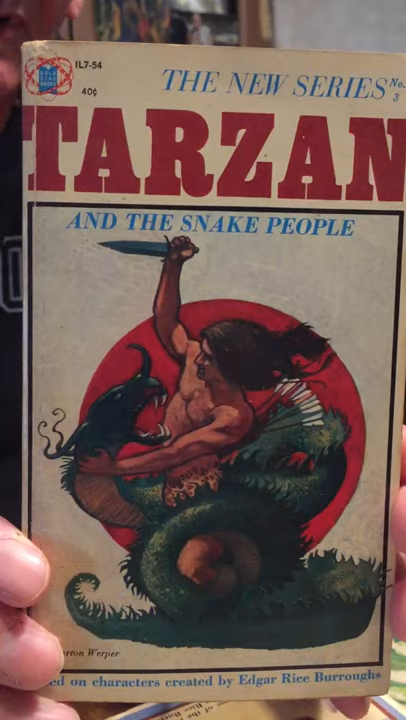 IL7-54
40¢
THE NEW SERIES No. 3
TARZAN
AND THE SNAKE PEOPLE
Werper
on characters created by Edgar Rice Burroughs